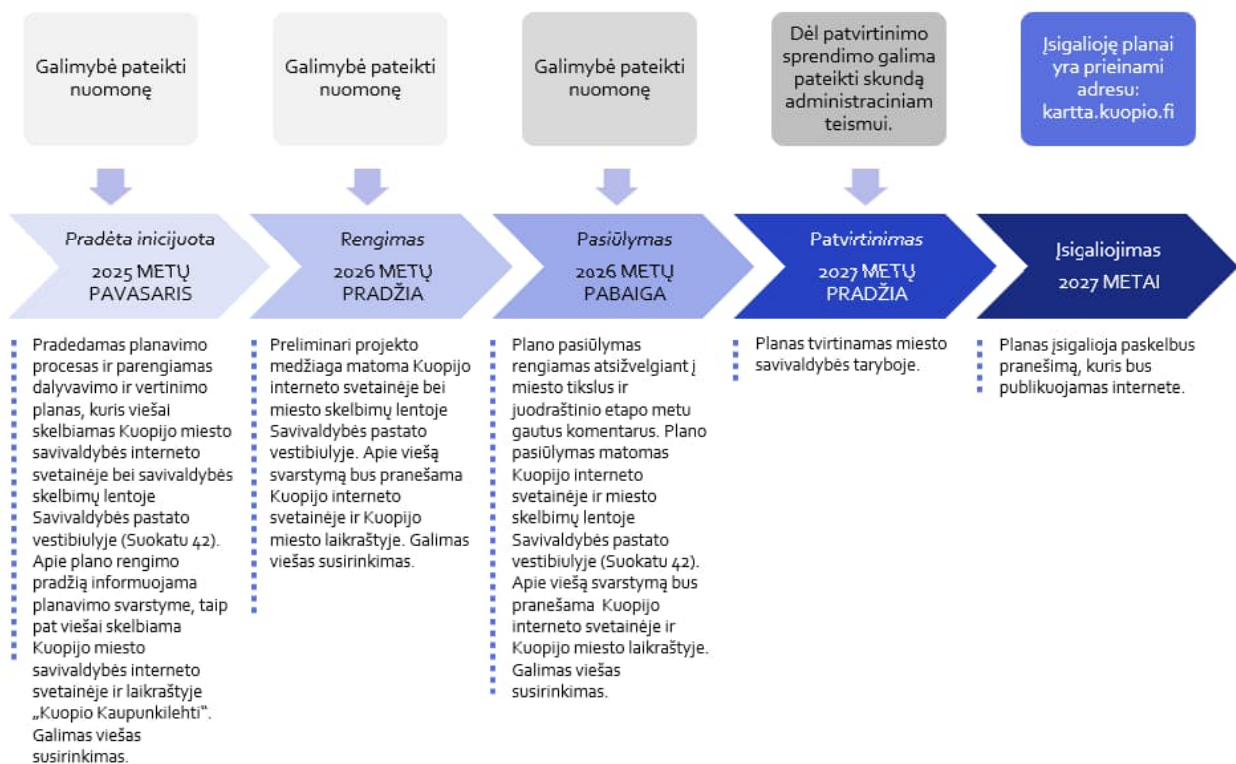 Galimybė pateikti
nuomonę
Galimybė pateikti
nuomonę
Galimybė pateikti
nuomonę
Dėl patvirtinimo
sprendimo galima
pateikti skundą
administraciniam
teismui.
Įsigalioję planai
yra prieinami
adresu:
kartta.kuopio.fi
Pradėta inicijuota
2025 METŲ
PAVASARIS
Rengimas
2026 METŲ
PRADŽIA
Pasiūlymas
2026 METŲ
PABAIGA
Patvirtinimas
2027 METŲ
PRADŽIA
Įsigaliojimas
2027 METAI
Pradedamas planavimo
procesas ir parengiamas
dalyvavimo ir vertinimo
planas, kuris viešai
skelbiamas Kuopijo miesto
savivaldybės interneto
svetainėje bei savivaldybės
skelbimų lentoje
Savivaldybės pastato
vestibiulyje (Suokatu 42).
Apie plano rengimo
pradžią informuojama
planavimo svarstyme, taip
pat viešai skelbiama
Kuopijo miesto
savivaldybės interneto
svetainėje ir laikraštyje
„Kuopio Kaupunkilehti“.
Galimas viešas
susirinkimas.
Preliminari projekto
medžiaga matoma Kuopijo
interneto svetainėje bei
miesto skelbimų lentoje
Savivaldybės pastato
vestibiulyje. Apie viešą
svarstymą bus pranešama
Kuopijo interneto
svetainėje ir Kuopijo
miesto laikraštyje. Galimas
viešas susirinkimas.
Plano pasiūlymas
rengiamas atsižvelgiant į
miesto tikslus ir
juodraštinio etapo metu
gautus komentarus. Plano
pasiūlymas matomas
Kuopijo interneto
svetainėje ir miesto
skelbimų lentoje
Savivaldybės pastato
vestibiulyje (Suokatu 42).
Apie viešą svarstymą bus
pranešama Kuopijo
interneto svetainėje ir
Kuopijo miesto laikraštyje.
Galimas viešas
susirinkimas.
Planas tvirtinamas miesto
savivaldybės taryboje.
Planas įsigalioja paskelbus
pranešimą, kuris bus
publikuojamas internete.